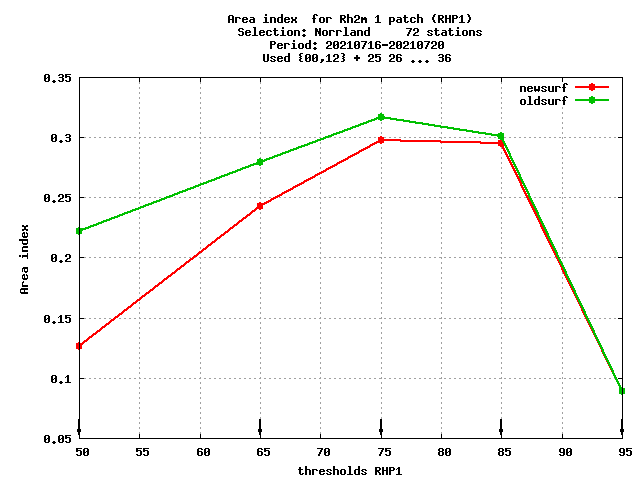 Area index  for Rh2m 1 patch (RHP1)
Selection: Norrland     72 stations
Period: 20210716-20210720
Used {00,12} + 25 26 ... 36
newsurf
oldsurf
0.35
0.3
0.25
0.2
0.15
0.1
0.05
Area index
50 55 60 65 70 75 80 85 90 95
thresholds RHP1